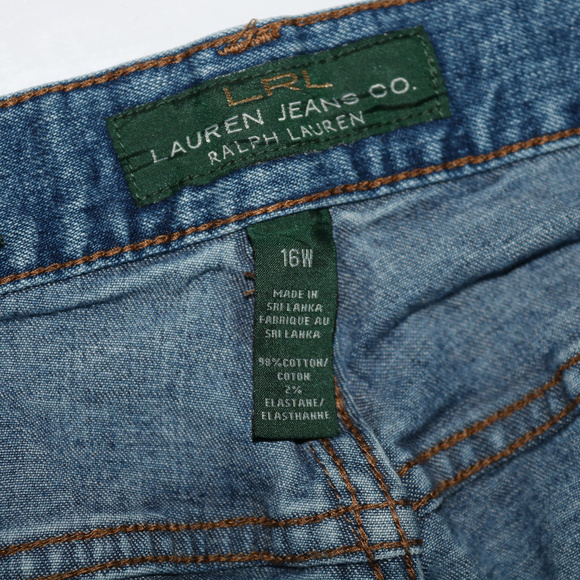 LRL
LAUREN JEANS CO.
RALPH LAUREN
16W
MADE IN
SRI LANKA
FABRIQUE AU
SRI LANKA
98%COTTON/
COTON
2%
ELASTANE/
ELASTHANNE